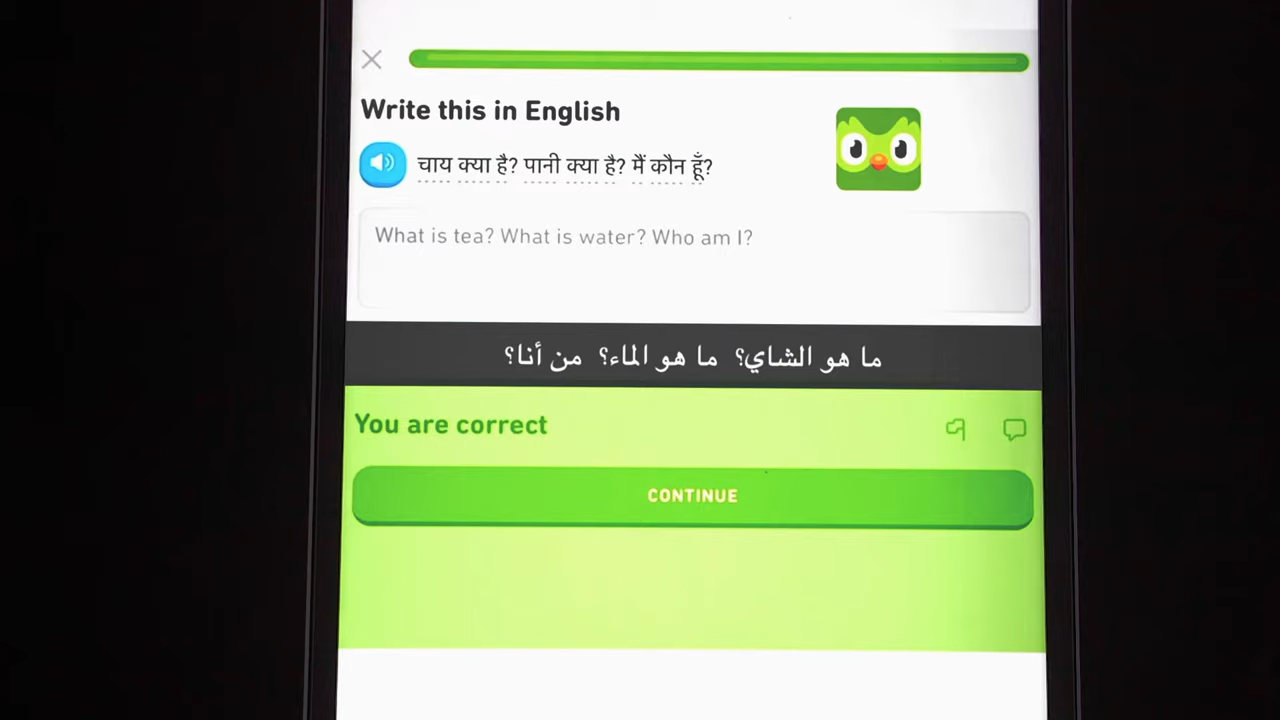 Write this in English
चाय क्या है? पानी क्या है? मैं कौन हूँ?
What is tea? What is water? Who am I?
ما هو الشاي؟ ما هو الماء؟ من أنا؟
You are correct
CONTINUE